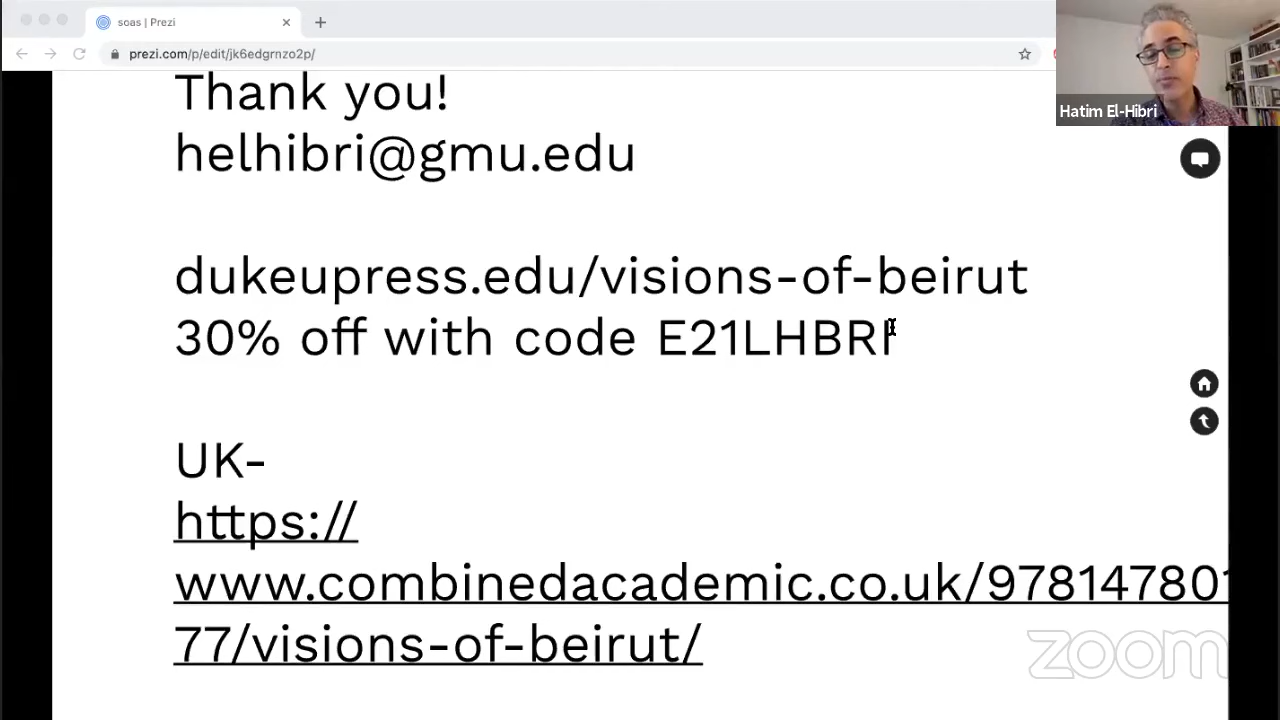 soas | Prezi
prezi.com/p/edit/jk6edgrnzo2p/
Hatim El-Hibri
Thank you!
helhibri@gmu.edu
dukeupress.edu/visions-of-beirut
30% off with code E21LHBRI
UK-
https://
www.combinedacademic.co.uk/978147801
77/visions-of-beirut/
zoom